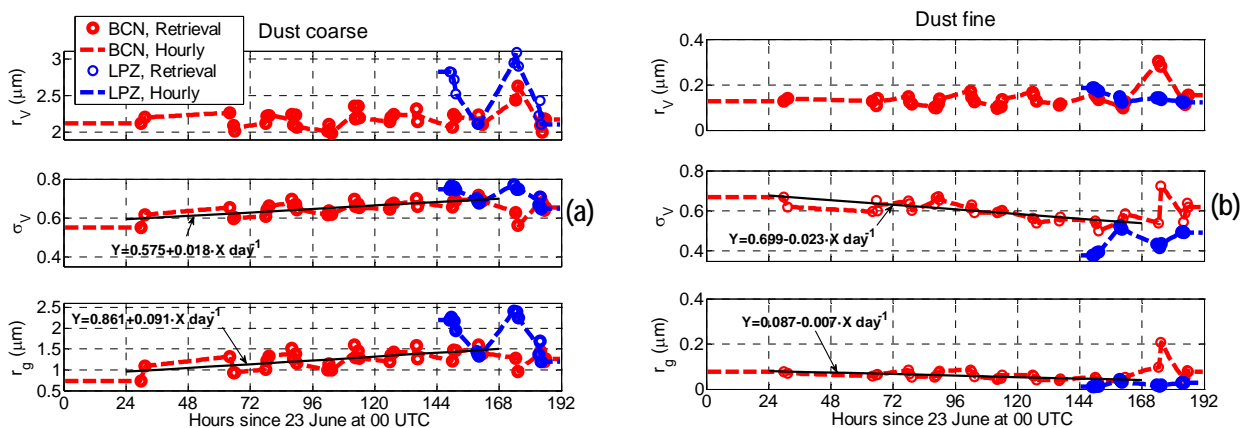 Dust coarse
BCN, Retrieval
BCN, Hourly
LPZ, Retrieval
LPZ, Hourly
r_V (μm)
3
2.5
2
σ_V
0.8
0.6
0.4
Y=0.575+0.018·X day^-1
(a)
r_g (μm)
2.5
2
1.5
1
0.5
Y=0.861+0.091·X day^-1
0 24 48 72 96 120 144 168 192
Hours since 23 June at 00 UTC
Dust fine
r_V (μm)
0.4
0.2
0
σ_V
0.8
0.6
0.4
Y=0.699-0.023·X day^-1
(b)
r_g (μm)
0.4
0.2
0
Y=0.087-0.007·X day^-1
0 24 48 72 96 120 144 168 192
Hours since 23 June at 00 UTC